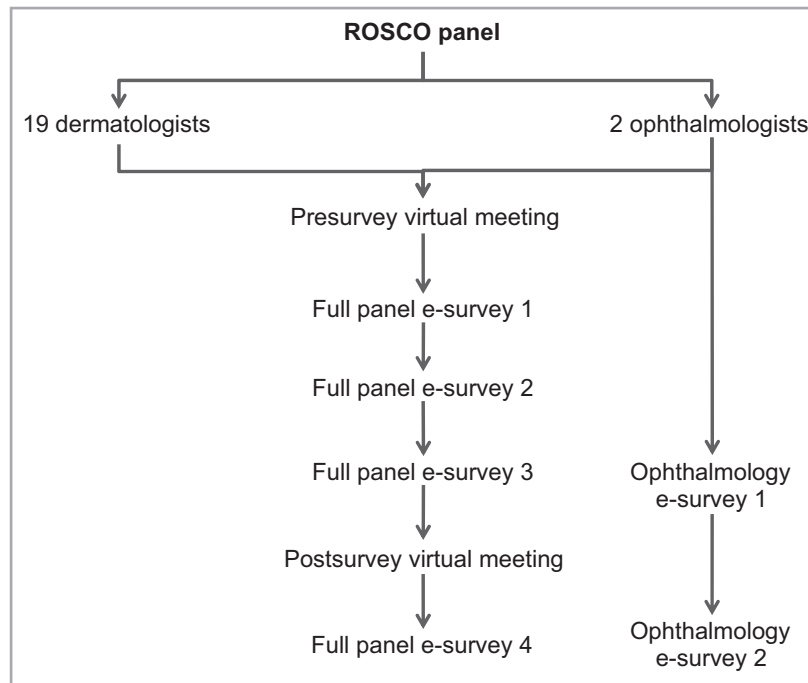 ROSCO panel
19 dermatologists
2 ophthalmologists
Presurvey virtual meeting
Full panel e-survey 1
Full panel e-survey 2
Full panel e-survey 3
Ophthalmology
e-survey 1
Postsurvey virtual meeting
Full panel e-survey 4
Ophthalmology
e-survey 2